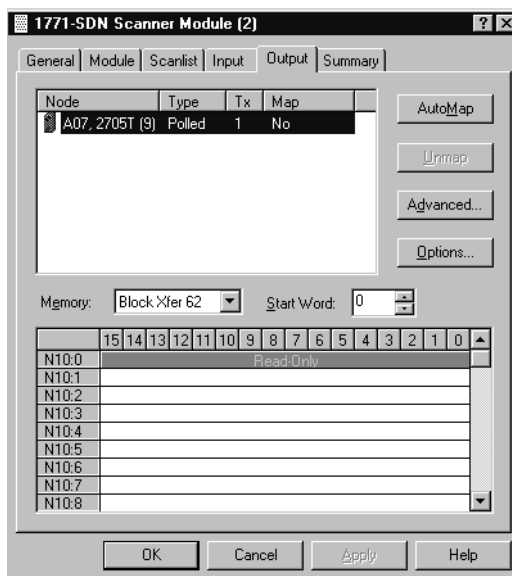 1771-SDN Scanner Module (2)
General Module Scanlist Input Output Summary
Node Type Tx Map
A07, 2705T (9) Polled 1 No
AutoMap
Unmap
Advanced...
Options...
Memory: Block Xfer 62 Start Word: 0
15 14 13 12 11 10 9 8 7 6 5 4 3 2 1 0
N10:0 Read-Only
N10:1
N10:2
N10:3
N10:4
N10:5
N10:6
N10:7
N10:8
OK Cancel Apply Help